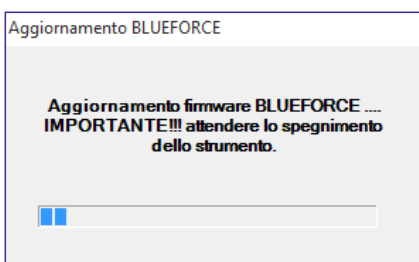 Aggiornamento BLUEFORCE
Aggiornamento firmware BLUEFORCE ....
IMPORTANTE!!! attendere lo spegnimento
dello strumento.